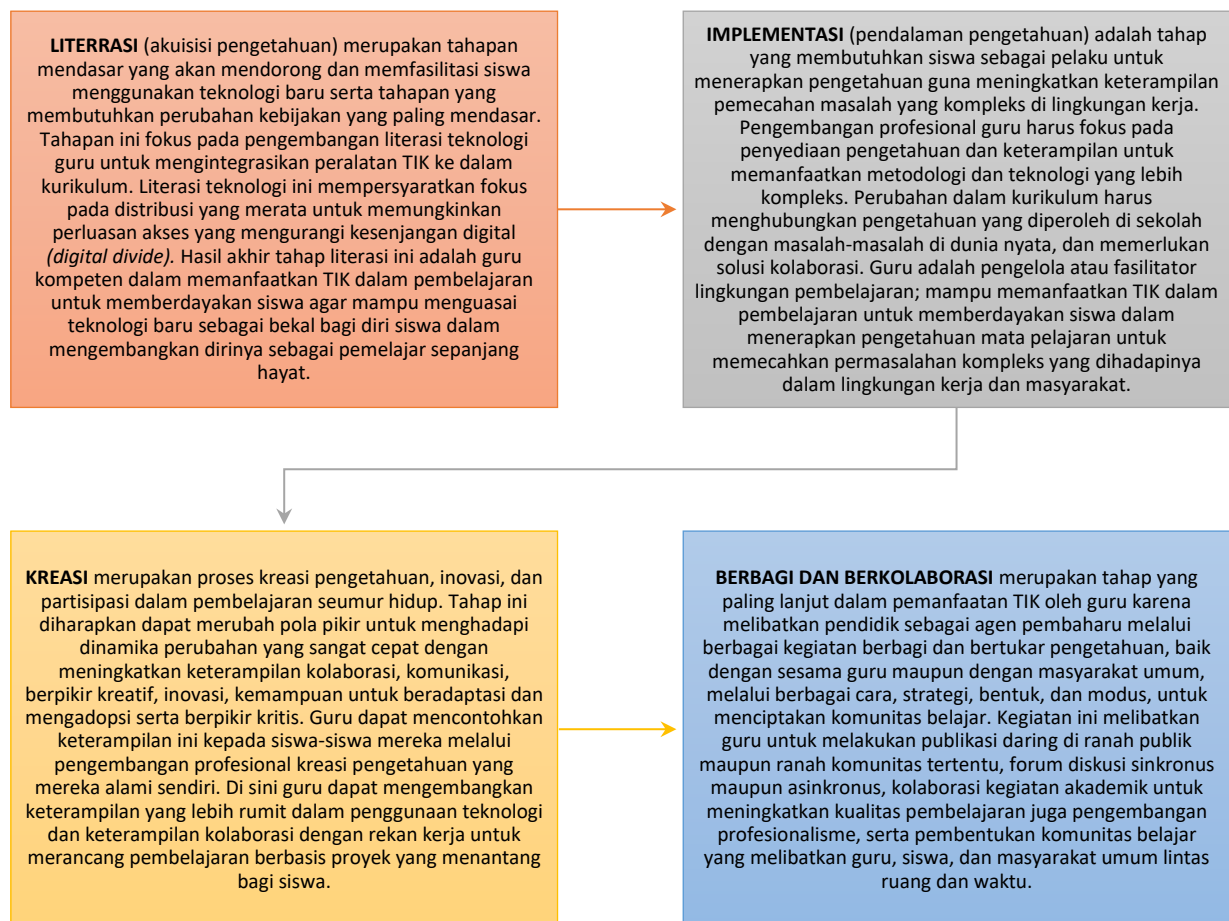 LITERRASI (akuisisi pengetahuan) merupakan tahapan
mendasar yang akan mendorong dan memfasilitasi siswa
menggunakan teknologi baru serta tahapan yang
membutuhkan perubahan kebijakan yang paling mendasar.
Tahapan ini fokus pada pengembangan literasi teknologi
guru untuk mengintegrasikan peralatan TIK ke dalam
kurikulum. Literasi teknologi ini mempersyaratkan fokus
pada distribusi yang merata untuk memungkinkan
perluasan akses yang mengurangi kesenjangan digital
(digital divide). Hasil akhir tahap literasi ini adalah guru
kompeten dalam memanfaatkan TIK dalam pembelajaran
untuk memberdayakan siswa agar mampu menguasai
teknologi baru sebagai bekal bagi diri siswa dalam
mengembangkan dirinya sebagai pemelajar sepanjang
hayat.
IMPLEMENTASI (pendalaman pengetahuan) adalah tahap
yang membutuhkan siswa sebagai pelaku untuk
menerapkan pengetahuan guna meningkatkan keterampilan
pemecahan masalah yang kompleks di lingkungan kerja.
Pengembangan profesional guru harus fokus pada
penyediaan pengetahuan dan keterampilan untuk
memanfaatkan metodologi dan teknologi yang lebih
kompleks. Perubahan dalam kurikulum harus
menghubungkan pengetahuan yang diperoleh di sekolah
dengan masalah-masalah di dunia nyata, dan memerlukan
solusi kolaborasi. Guru adalah pengelola atau fasilitator
lingkungan pembelajaran; mampu memanfaatkan TIK dalam
pembelajaran untuk memberdayakan siswa dalam
menerapkan pengetahuan mata pelajaran untuk
memecahkan permasalahan kompleks yang dihadapinya
dalam lingkungan kerja dan masyarakat.
KREASI merupakan proses kreasi pengetahuan, inovasi, dan
partisipasi dalam pembelajaran seumur hidup. Tahap ini
diharapkan dapat merubah pola pikir untuk menghadapi
dinamika perubahan yang sangat cepat dengan
meningkatkan keterampilan kolaborasi, komunikasi,
berpikir kreatif, inovasi, kemampuan untuk beradaptasi dan
mengadopsi serta berpikir kritis. Guru dapat mencontohkan
keterampilan ini kepada siswa-siswa mereka melalui
pengembangan profesional kreasi pengetahuan yang
mereka alami sendiri. Di sini guru dapat mengembangkan
keterampilan yang lebih rumit dalam penggunaan teknologi
dan keterampilan kolaborasi dengan rekan kerja untuk
merancang pembelajaran berbasis proyek yang menantang
bagi siswa.
BERBAGI DAN BERKOLABORASI merupakan tahap yang
paling lanjut dalam pemanfaatan TIK oleh guru karena
melibatkan pendidik sebagai agen pembaharu melalui
berbagai kegiatan berbagi dan bertukar pengetahuan, baik
dengan sesama guru maupun dengan masyarakat umum,
melalui berbagai cara, strategi, bentuk, dan modus, untuk
menciptakan komunitas belajar. Kegiatan ini melibatkan
guru untuk melakukan publikasi daring di ranah publik
maupun ranah komunitas tertentu, forum diskusi sinkronus
maupun asinkronus, kolaborasi kegiatan akademik untuk
meningkatkan kualitas pembelajaran juga pengembangan
profesionalisme, serta pembentukan komunitas belajar
yang melibatkan guru, siswa, dan masyarakat umum lintas
ruang dan waktu.